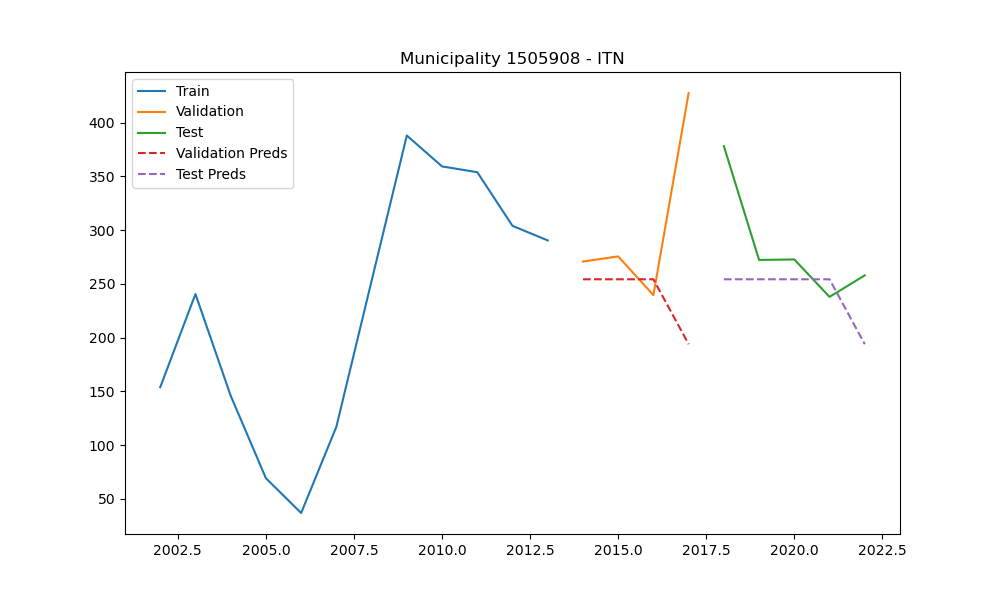 Municipality 1505908 - ITN
Train
Validation
Test
Validation Preds
Test Preds
400
350
300
250
200
150
100
50
2002.5 2005.0 2007.5 2010.0 2012.5 2015.0 2017.5 2020.0 2022.5